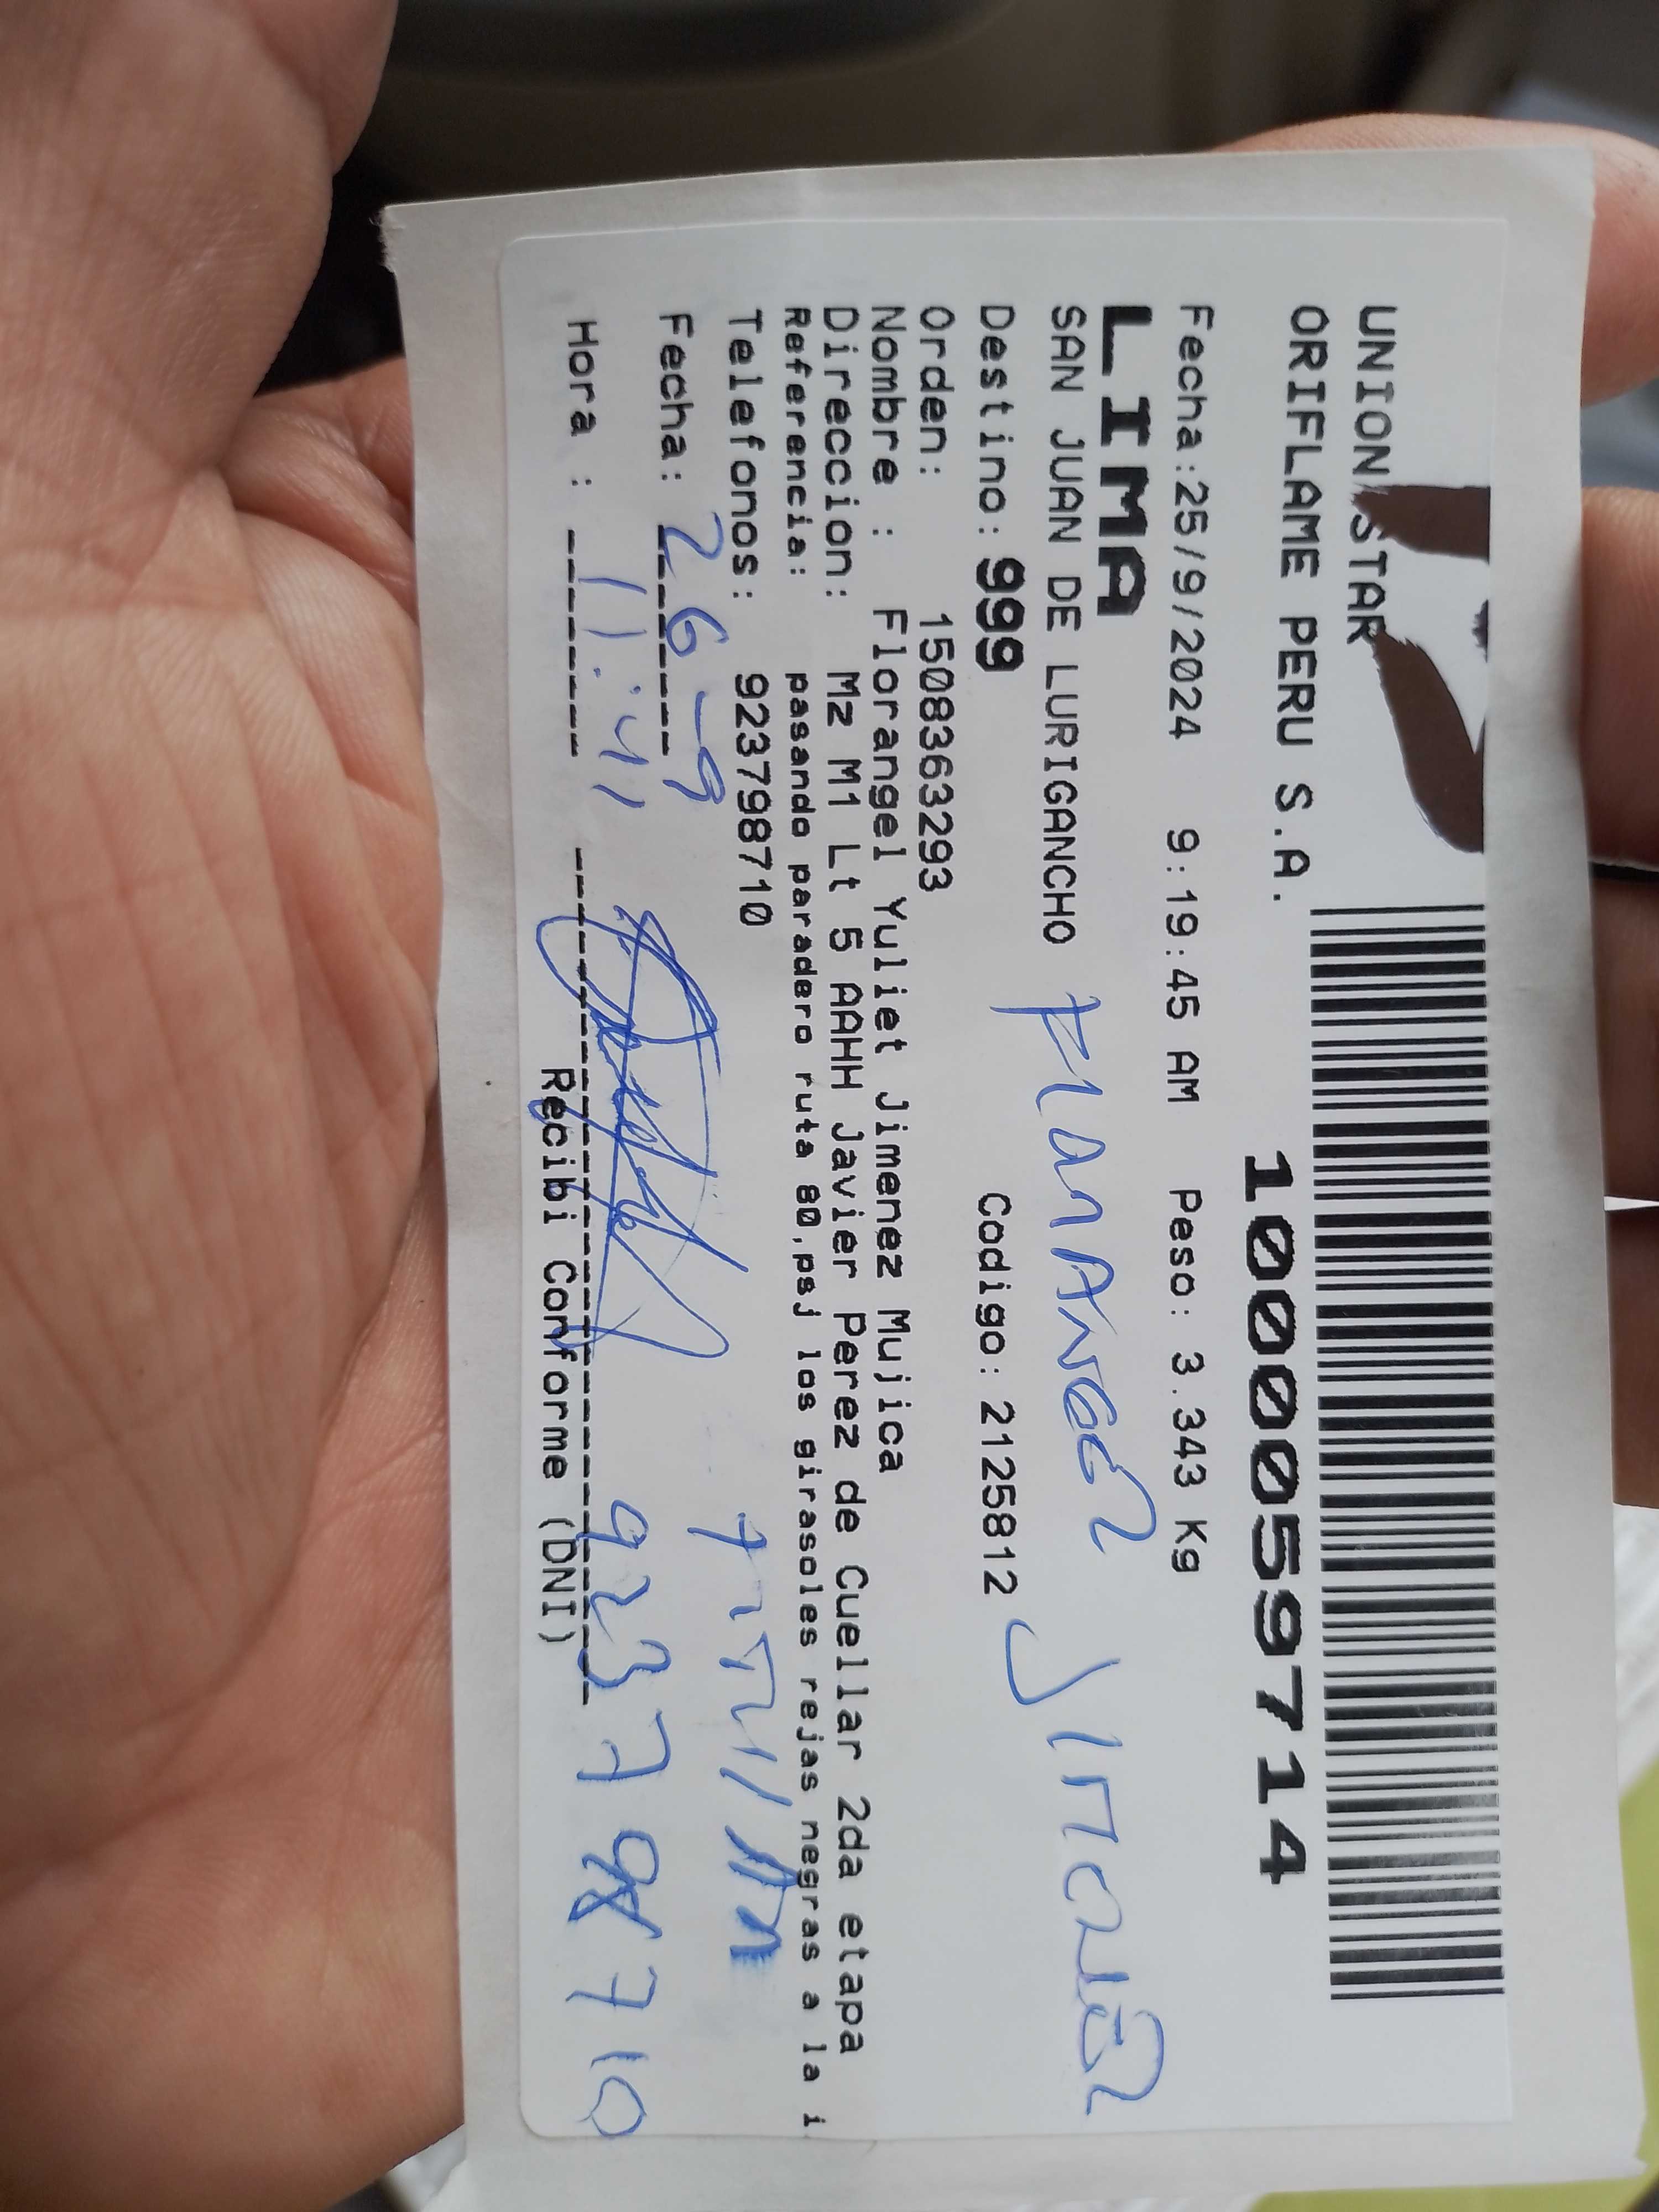 UNION STAR
ORIFLAME PERU S.A.
1000059714
Fecha:25/9/2024 9:19:45 AM Peso: 3.343 Kg
LIMA
SAN JUAN DE LURIGANCHO
Destino: 999 Codigo: 2125812
Orden: 1508363293
Nombre : Florangel Yuliet Jimenez Mujica
Direccion: Mz M1 Lt 5 AAHH Javier Perez de Cuellar 2da etapa
Referencia: pasando paradero ruta 80,psj los girasoles rejas negras a la i
Telefonos: 923798710
Fecha: 26-9
Hora : 11:41
923798710
Recibi Conforme (DNI)